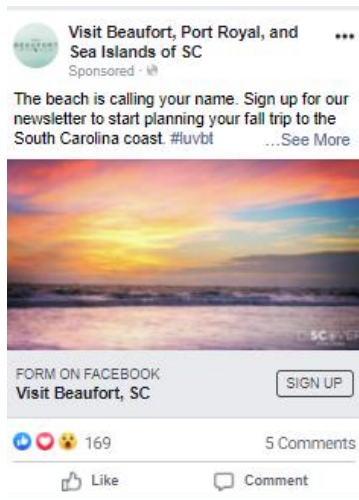 Visit Beaufort, Port Royal, and
Sea Islands of SC
Sponsored ·
The beach is calling your name. Sign up for our
newsletter to start planning your fall trip to the
South Carolina coast. #luvbt ...See More
FORM ON FACEBOOK
Visit Beaufort, SC
SIGN UP
169
5 Comments
Like
Comment